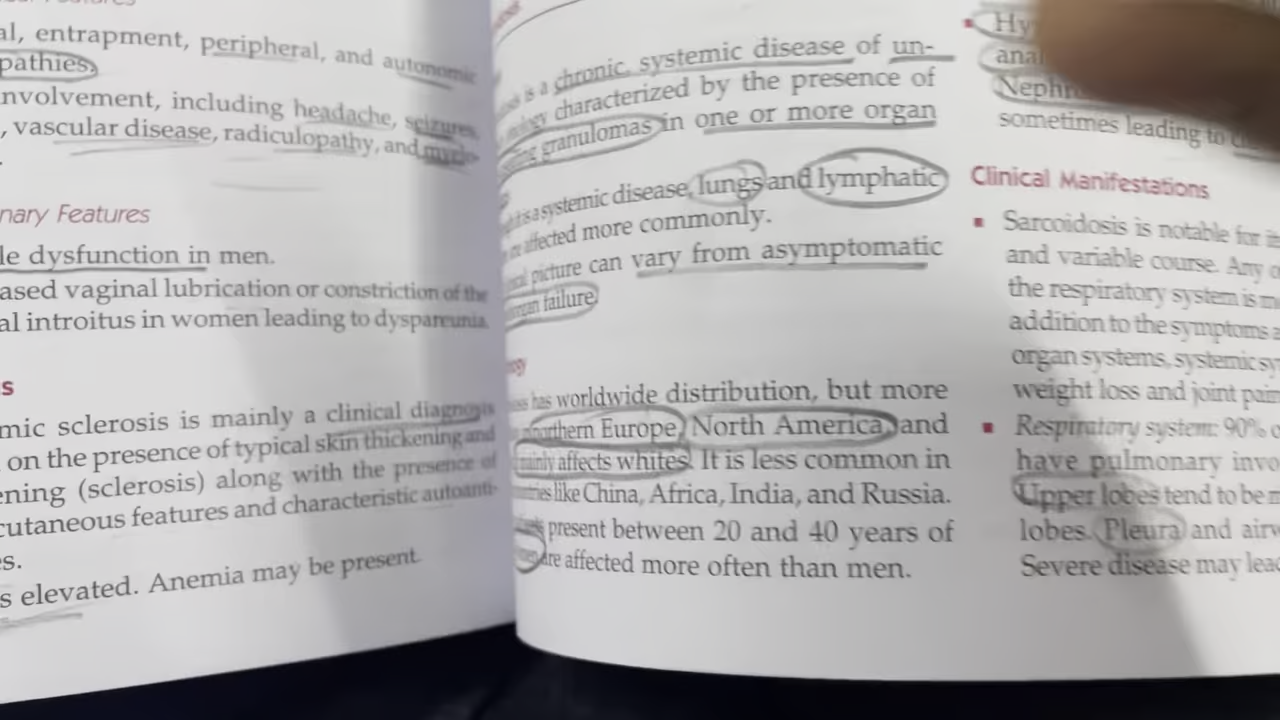 al, entrapment, peripheral, and autonomic
pathies.
nvolvement, including headache, seizures,
, vascular disease, radiculopathy, and myelo-
.
nary Features
le dysfunction in men.
ased vaginal lubrication or constriction of the
al introitus in women leading to dyspareunia.
s
mic sclerosis is mainly a clinical diagnosis
on the presence of typical skin thickening and
ening (sclerosis) along with the presence of
cutaneous features and characteristic autoanti-
s.
s elevated. Anemia may be present.
is a chronic, systemic disease of un-
characterized by the presence of
granulomas in one or more organ
it is a systemic disease, lungs and lymphatic
affected more commonly.
picture can vary from asymptomatic
organ failure.
has worldwide distribution, but more
northern Europe, North America, and
mainly affects whites. It is less common in
like China, Africa, India, and Russia.
present between 20 and 40 years of
are affected more often than men.
Hy
anal
Nephr
sometimes leading to
Clinical Manifestations
▪ Sarcoidosis is notable for
and variable course. Any
the respiratory system is
addition to the symptoms
organ systems, systemic sy
weight loss and joint pain
▪ Respiratory system: 90%
have pulmonary invo
Upper lobes tend to be
lobes. Pleura and airw
Severe disease may lead